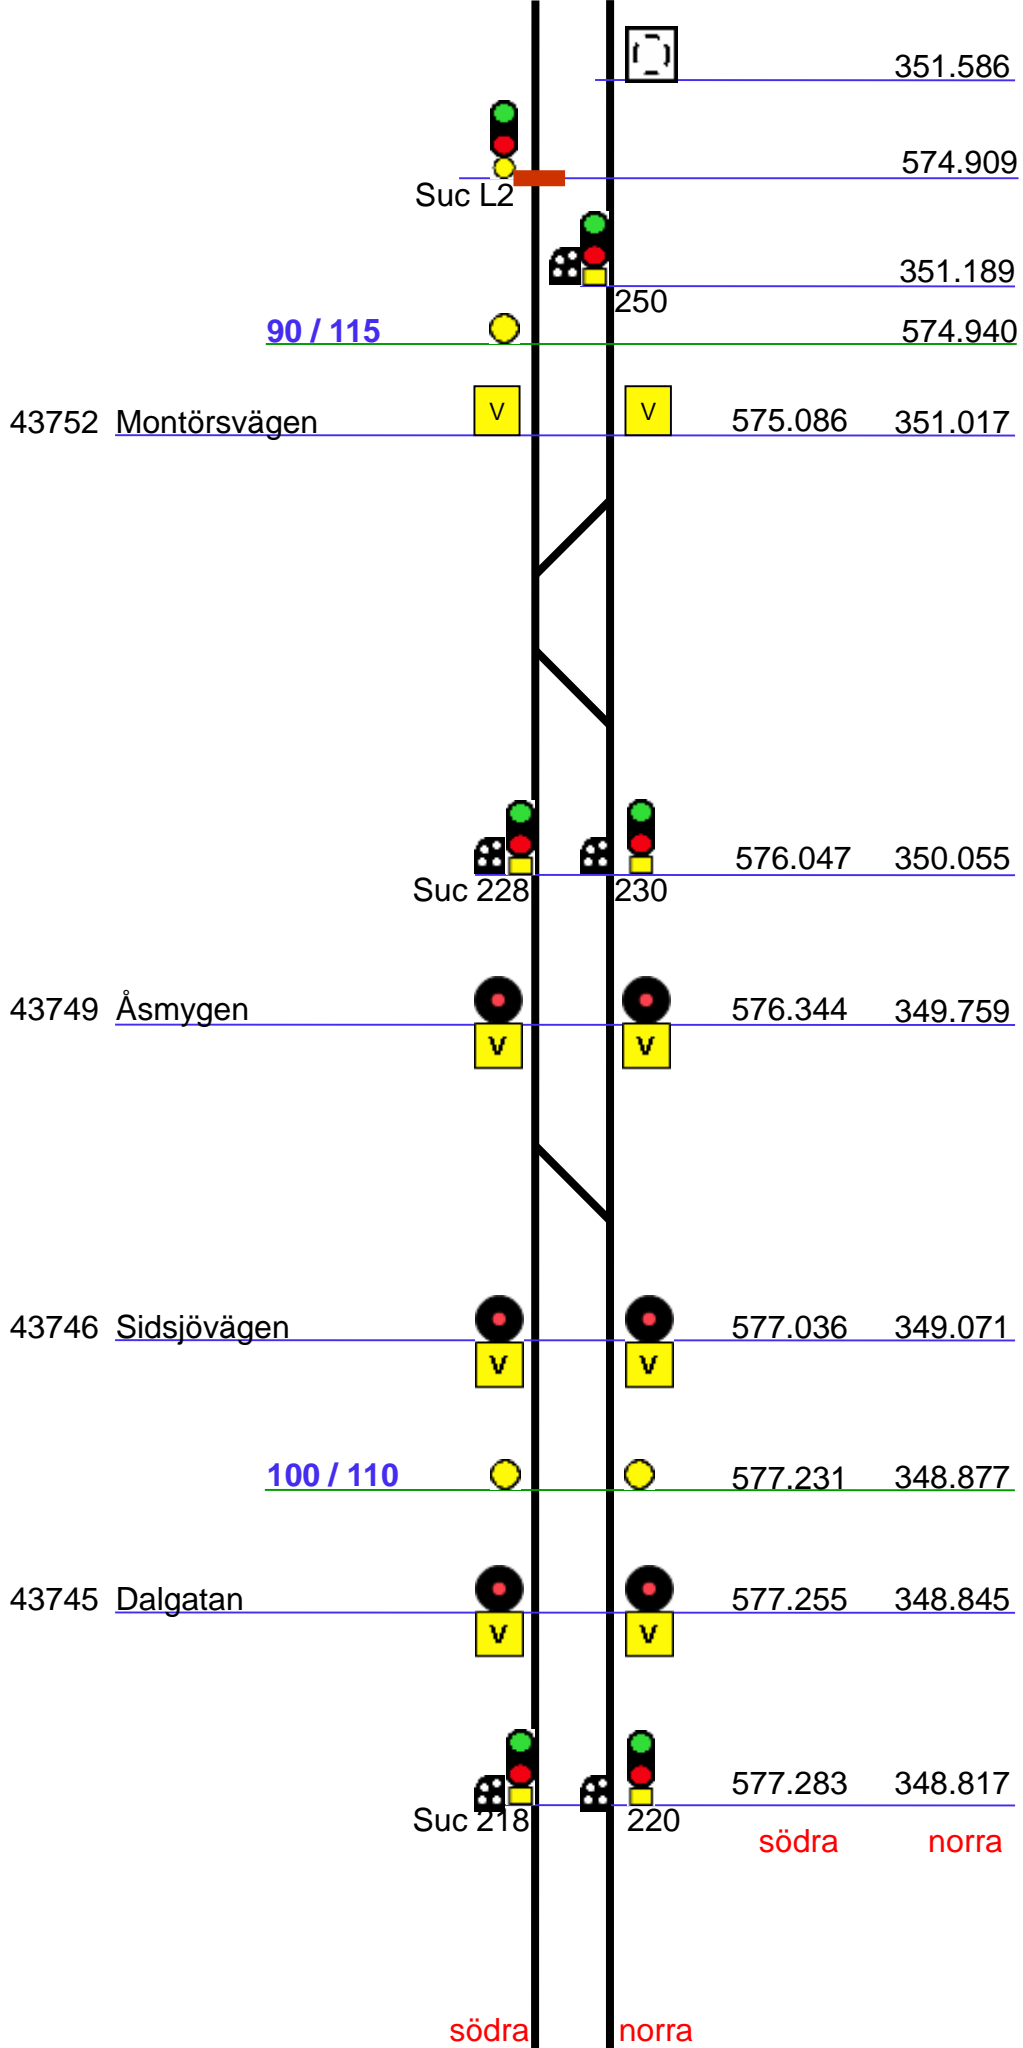 351.586
574.909
Suc L2
351.189
250
90 / 115 574.940
43752 Montörsvägen V V 575.086 351.017
576.047 350.055
Suc 228 230
43749 Åsmygen 576.344 349.759
V V
43746 Sidsjövägen 577.036 349.071
V V
100 / 110 577.231 348.877
43745 Dalgatan 577.255 348.845
V V
577.283 348.817
Suc 218 220
södra norra
södra norra